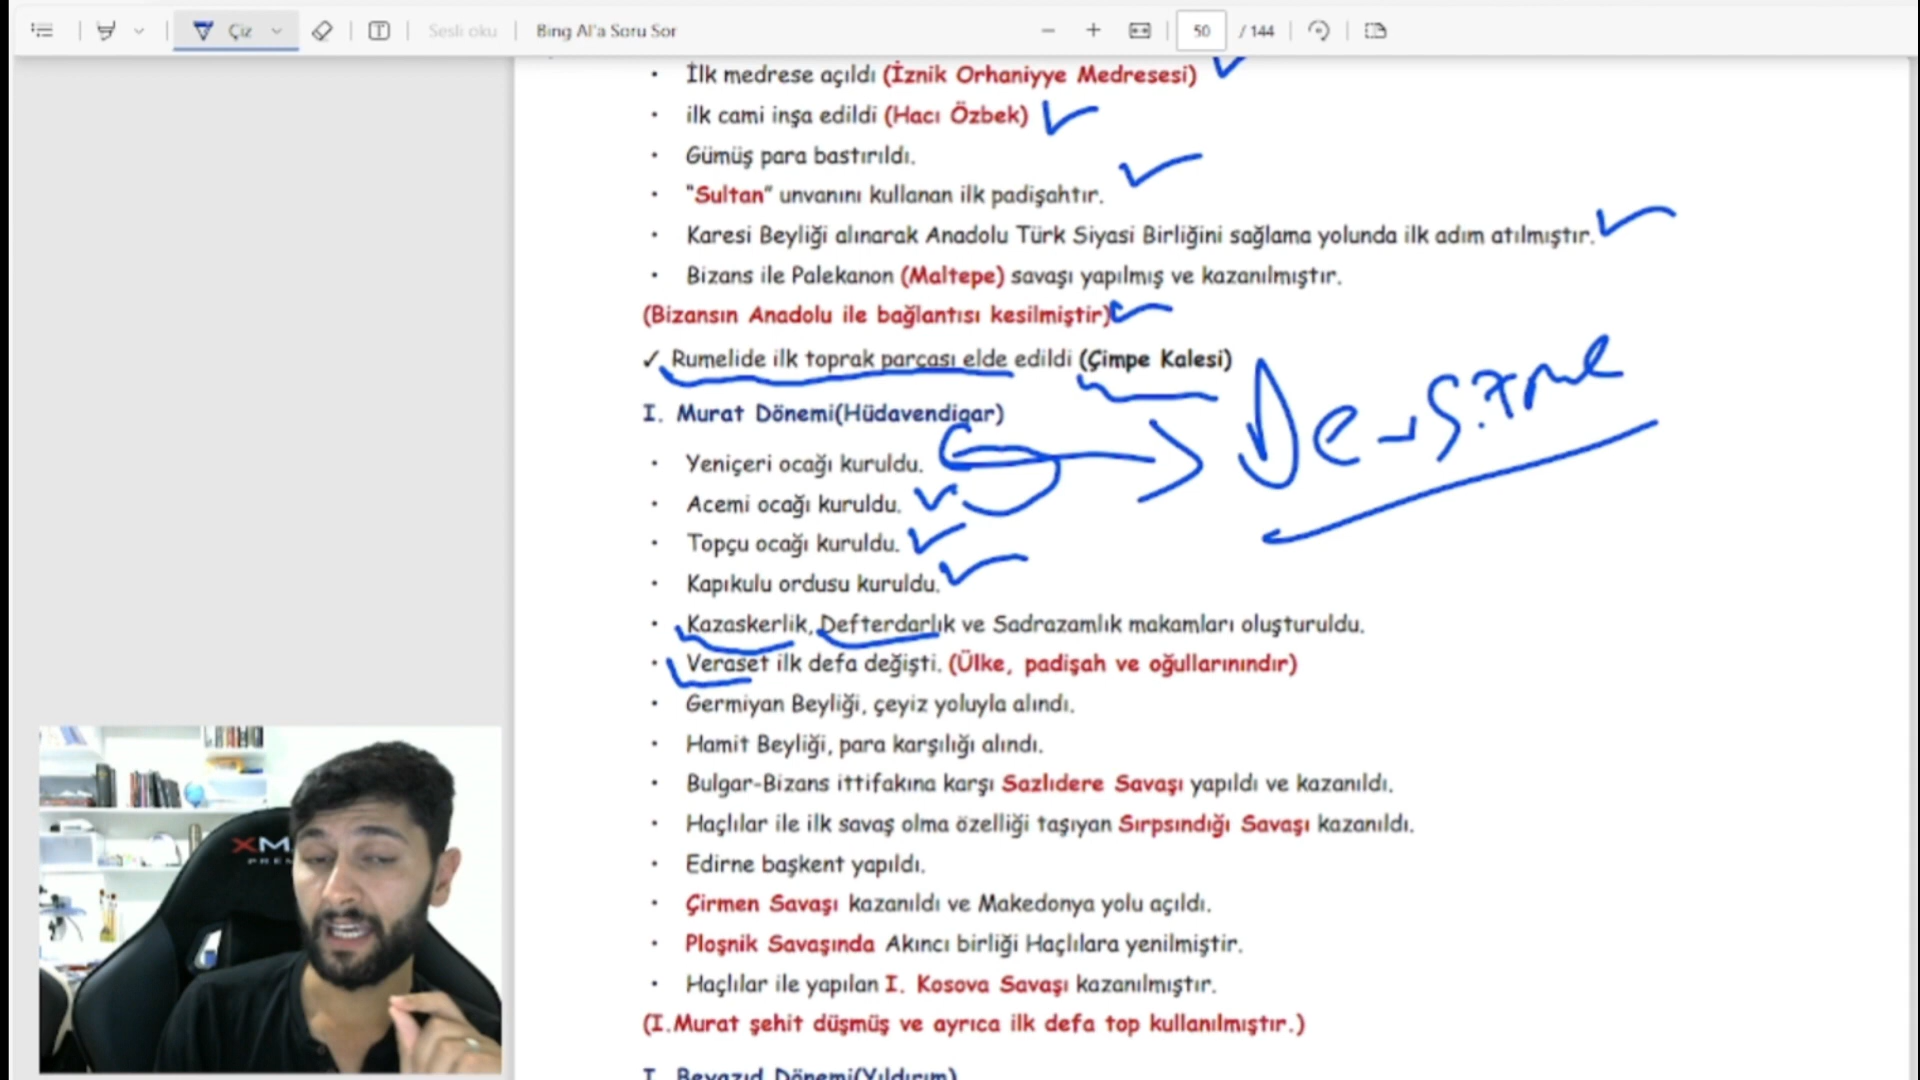 Çiz
Sesli oku
Bing AI'a Soru Sor
50 / 144
• İlk medrese açıldı (İznik Orhaniyye Medresesi)
• ilk cami inşa edildi (Hacı Özbek)
• Gümüş para bastırıldı.
• "Sultan" unvanını kullanan ilk padişahtır.
• Karesi Beyliği alınarak Anadolu Türk Siyasi Birliğini sağlama yolunda ilk adım atılmıştır.
• Bizans ile Palekanon (Maltepe) savaşı yapılmış ve kazanılmıştır.
(Bizansın Anadolu ile bağlantısı kesilmiştir)
✓ Rumelide ilk toprak parçası elde edildi (Çimpe Kalesi)
I. Murat Dönemi(Hüdavendigar)
• Yeniçeri ocağı kuruldu.
• Acemi ocağı kuruldu.
• Topçu ocağı kuruldu.
• Kapıkulu ordusu kuruldu.
• Kazaskerlik, Defterdarlık ve Sadrazamlık makamları oluşturuldu.
• Veraset ilk defa değişti. (Ülke, padişah ve oğullarınındır)
• Germiyan Beyliği, çeyiz yoluyla alındı.
• Hamit Beyliği, para karşılığı alındı.
• Bulgar-Bizans ittifakına karşı Sazlıdere Savaşı yapıldı ve kazanıldı.
• Haçlılar ile ilk savaş olma özelliği taşıyan Sırpsındığı Savaşı kazanıldı.
• Edirne başkent yapıldı.
• Çirmen Savaşı kazanıldı ve Makedonya yolu açıldı.
• Ploşnik Savaşında Akıncı birliği Haçlılara yenilmiştir.
• Haçlılar ile yapılan I. Kosova Savaşı kazanılmıştır.
(I.Murat şehit düşmüş ve ayrıca ilk defa top kullanılmıştır.)
I. Beyazıd Dönemi(Yıldırım)